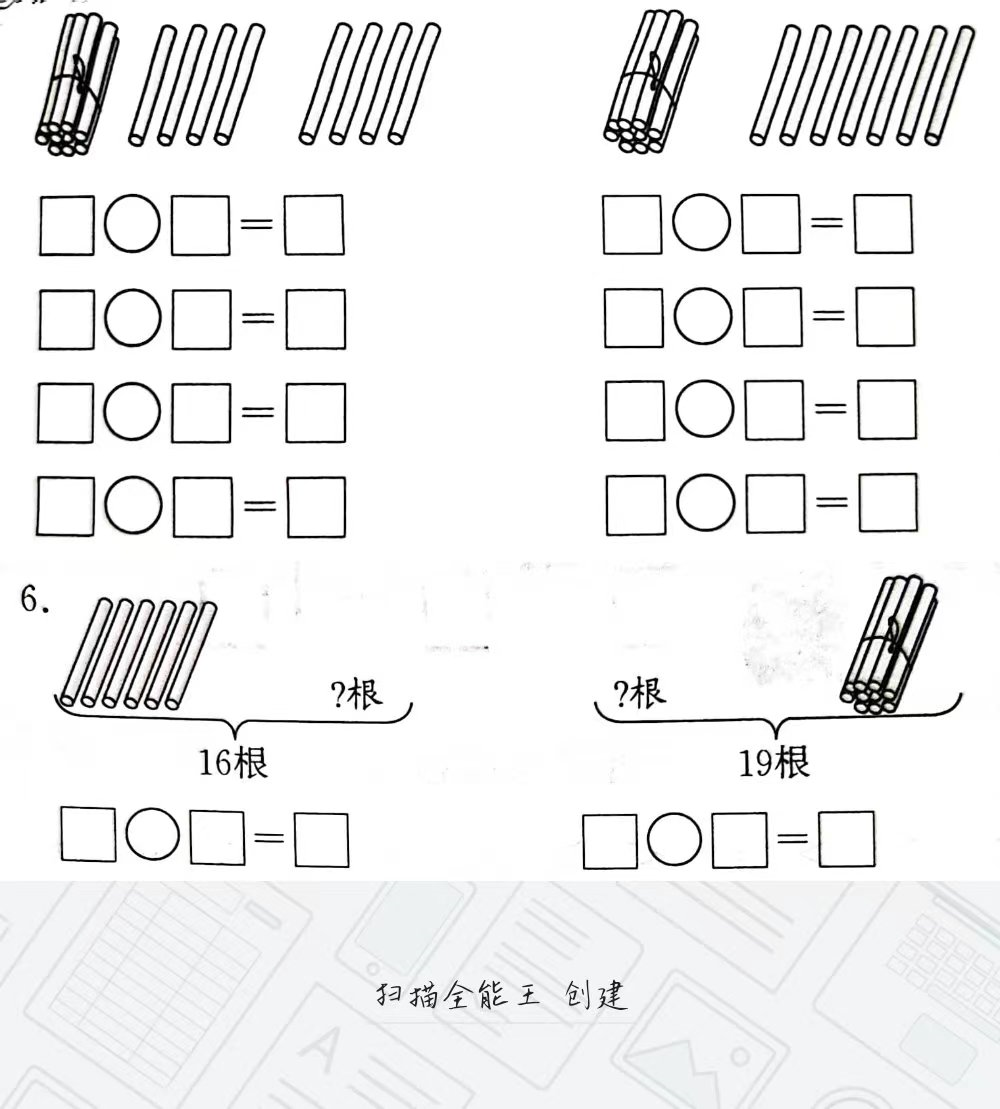 =
=
=
=
=
=
=
=
6.
?根
?根
16根
19根
=
=
扫描全能王 创建